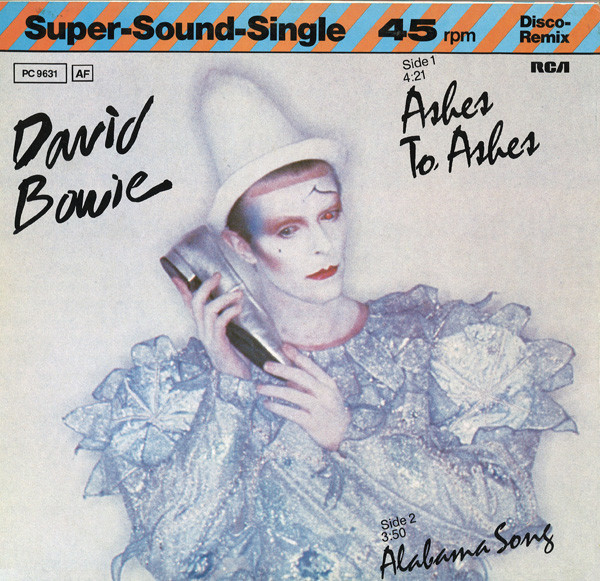 Super-Sound-Single 45 rpm
Disco-
Remix
PC 9631 AF
RCA
Side 1
4:21
Ashes
To Ashes
David
Bowie
Side 2
3:50
Alabama Song